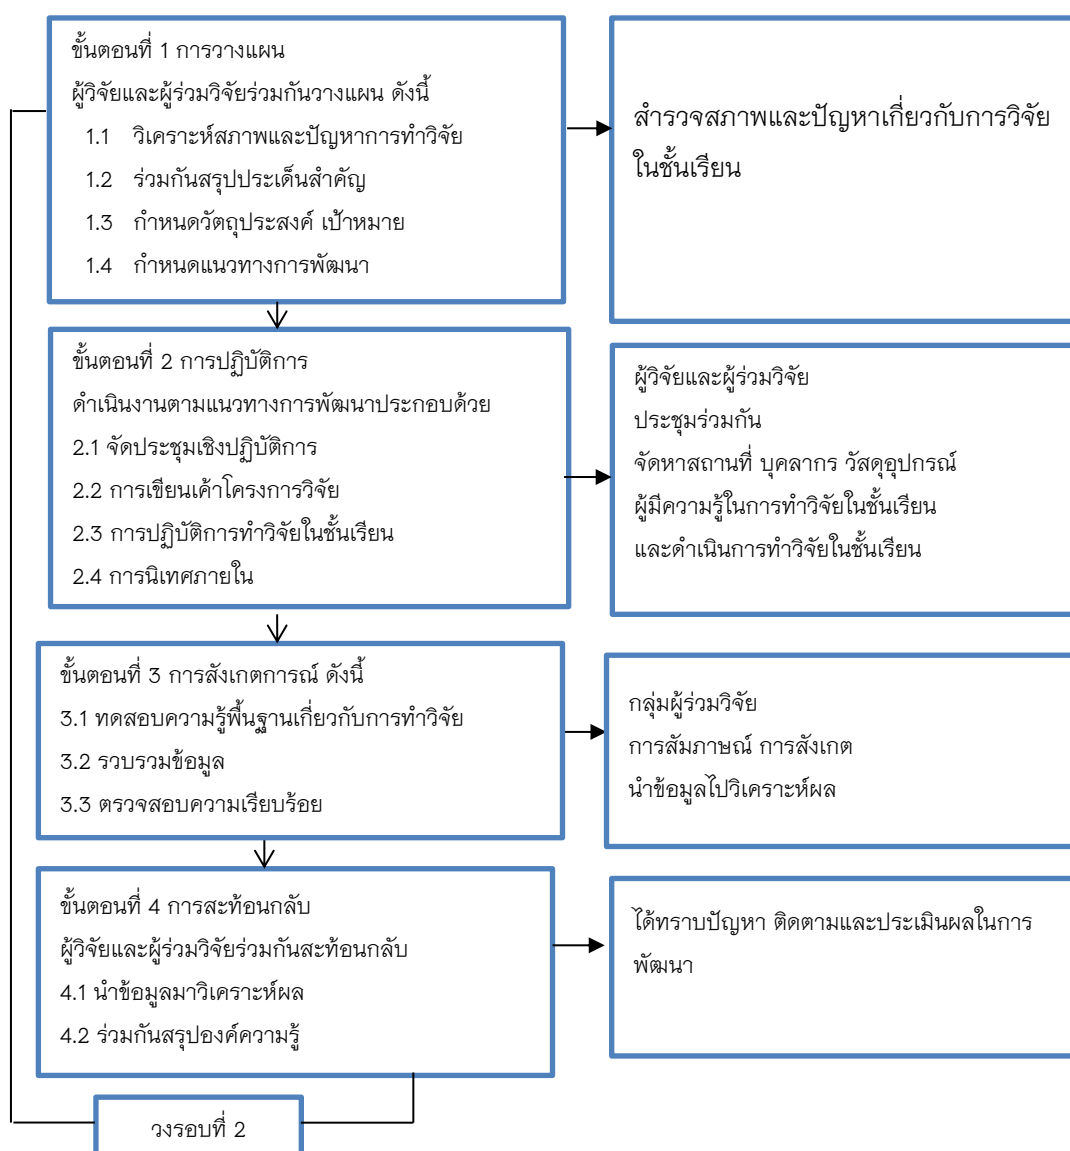 ขั้นตอนที่ 1 การวางแผน
ผู้วิจัยและผู้ร่วมวิจัยร่วมกันวางแผน ดังนี้
1.1 วิเคราะห์สภาพและปัญหาการทำวิจัย
1.2 ร่วมกันสรุปประเด็นสำคัญ
1.3 กำหนดวัตถุประสงค์ เป้าหมาย
1.4 กำหนดแนวทางการพัฒนา
สำรวจสภาพและปัญหาเกี่ยวกับการวิจัย
ในชั้นเรียน
ขั้นตอนที่ 2 การปฏิบัติการ
ดำเนินงานตามแนวทางการพัฒนาประกอบด้วย
2.1 จัดประชุมเชิงปฏิบัติการ
2.2 การเขียนเค้าโครงการวิจัย
2.3 การปฏิบัติการทำวิจัยในชั้นเรียน
2.4 การนิเทศภายใน
ผู้วิจัยและผู้ร่วมวิจัย
ประชุมร่วมกัน
จัดหาสถานที่ บุคลากร วัสดุอุปกรณ์
ผู้มีความรู้ในการทำวิจัยในชั้นเรียน
และดำเนินการทำวิจัยในชั้นเรียน
ขั้นตอนที่ 3 การสังเกตการณ์ ดังนี้
3.1 ทดสอบความรู้พื้นฐานเกี่ยวกับการทำวิจัย
3.2 รวบรวมข้อมูล
3.3 ตรวจสอบความเรียบร้อย
กลุ่มผู้ร่วมวิจัย
การสัมภาษณ์ การสังเกต
นำข้อมูลไปวิเคราะห์ผล
ขั้นตอนที่ 4 การสะท้อนกลับ
ผู้วิจัยและผู้ร่วมวิจัยร่วมกันสะท้อนกลับ
4.1 นำข้อมูลมาวิเคราะห์ผล
4.2 ร่วมกันสรุปองค์ความรู้
ได้ทราบปัญหา ติดตามและประเมินผลในการ
พัฒนา
วงรอบที่ 2